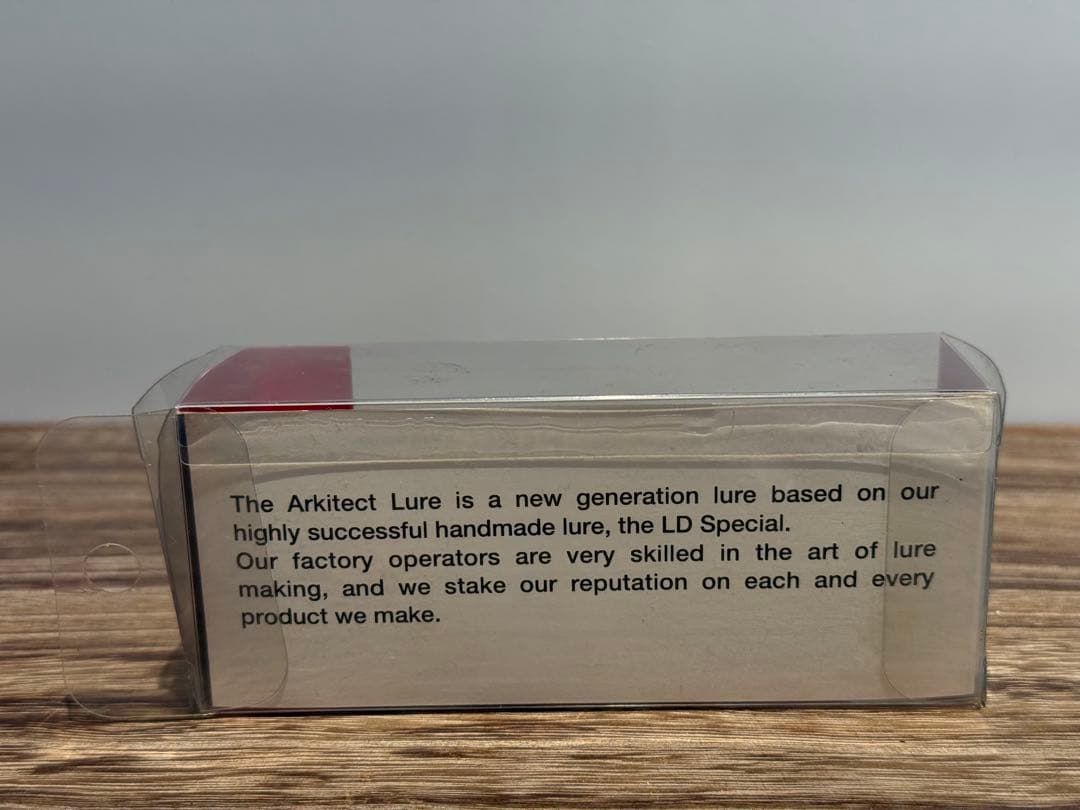 The Arkitect Lure is a new generation lure based on our
highly successful handmade lure, the LD Special.
Our factory operators are very skilled in the art of lure
making, and we stake our reputation on each and every
product we make.